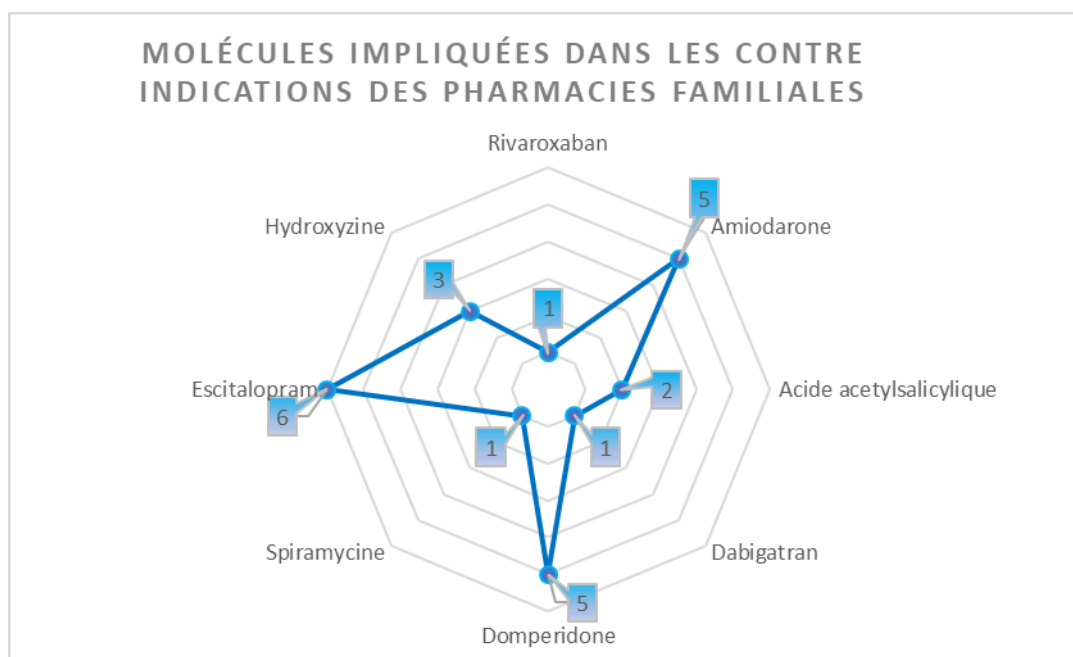 MOLÉCULES IMPLIQUÉES DANS LES CONTRE
INDICATIONS DES PHARMACIES FAMILIALES
Rivaroxaban
5
Hydroxyzine
Amiodarone
3
1
Escitalopram
2
Acide acetylsalicylique
6
1
1
Spiramycine
Dabigatran
5
Domperidone